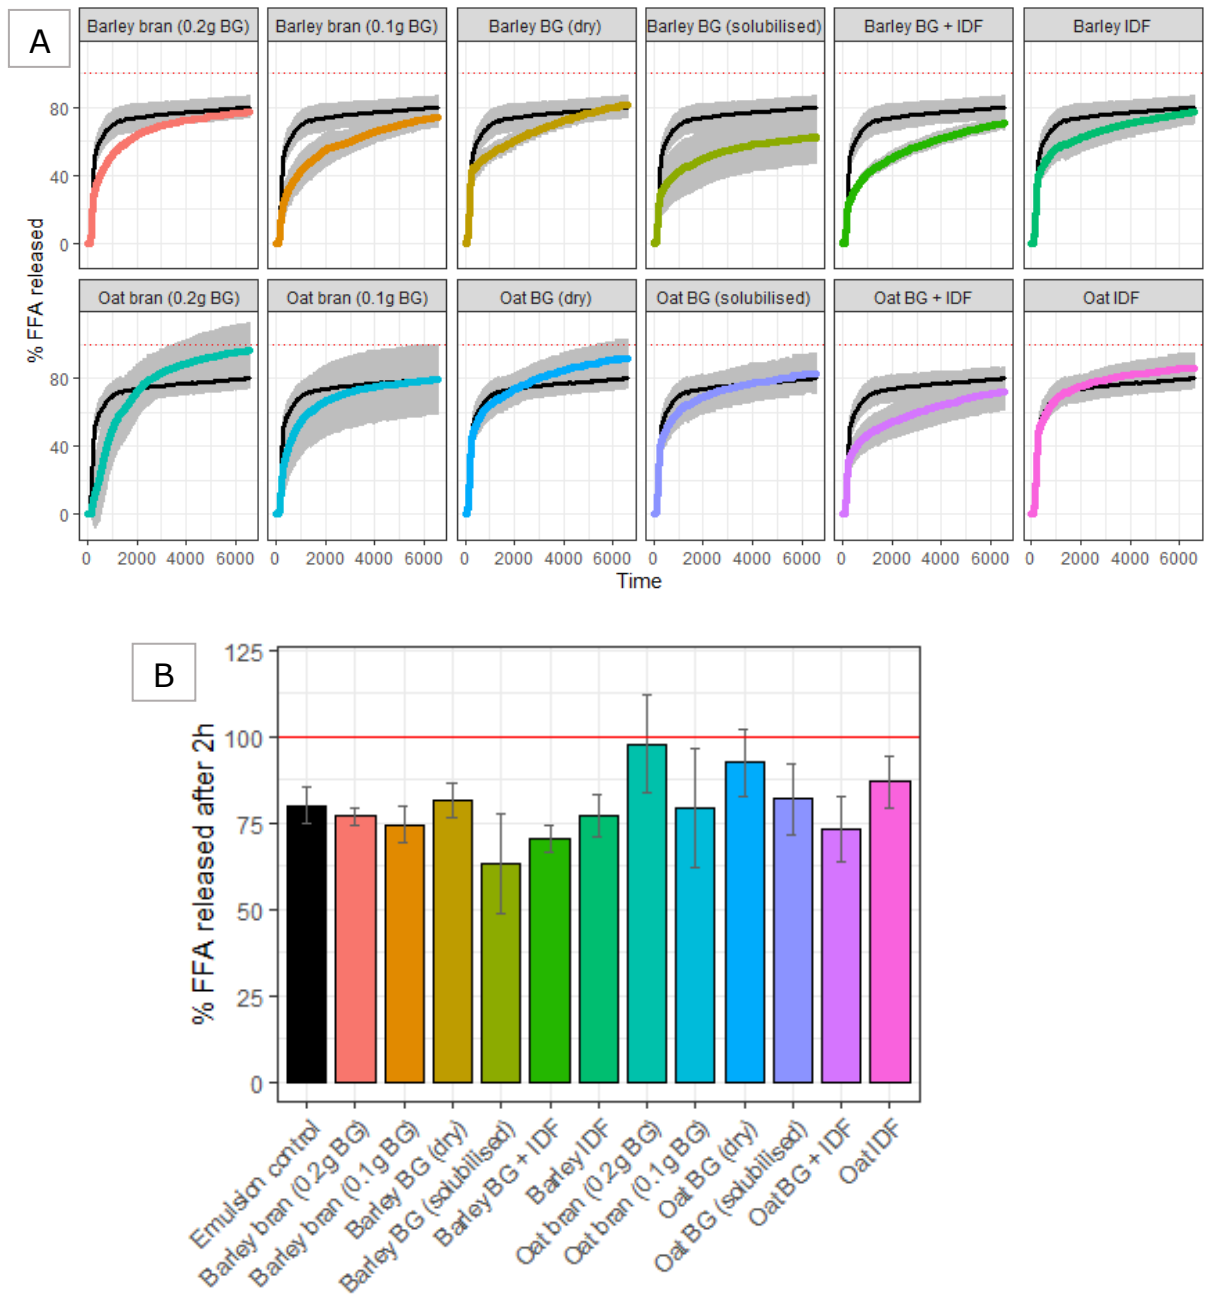 A
Barley bran (0.2g BG)
Barley bran (0.1g BG)
Barley BG (dry)
Barley BG (solubilised)
Barley BG + IDF
Barley IDF
80
40
0
% FFA released
Oat bran (0.2g BG)
Oat bran (0.1g BG)
Oat BG (dry)
Oat BG (solubilised)
Oat BG + IDF
Oat IDF
80
40
0
0 2000 4000 6000
0 2000 4000 6000
0 2000 4000 6000
0 2000 4000 6000
0 2000 4000 6000
0 2000 4000 6000
Time
B
125
100
75
50
25
0
% FFA released after 2h
Emulsion control
Barley bran (0.2g BG)
Barley bran (0.1g BG)
Barley BG (dry)
Barley BG (solubilised)
Barley BG + IDF
Barley IDF
Oat bran (0.2g BG)
Oat bran (0.1g BG)
Oat BG (dry)
Oat BG (solubilised)
Oat BG + IDF
Oat IDF